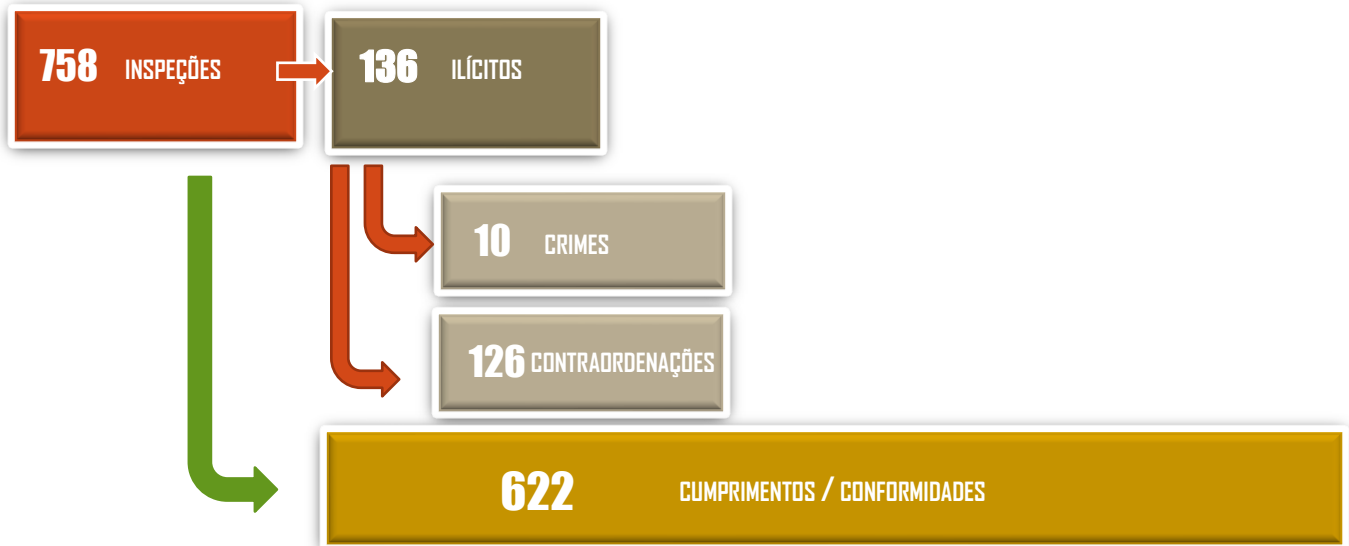 758 INSPEÇÕES
136 ILÍCITOS
10 CRIMES
126 CONTRAORDENAÇÕES
622 CUMPRIMENTOS / CONFORMIDADES